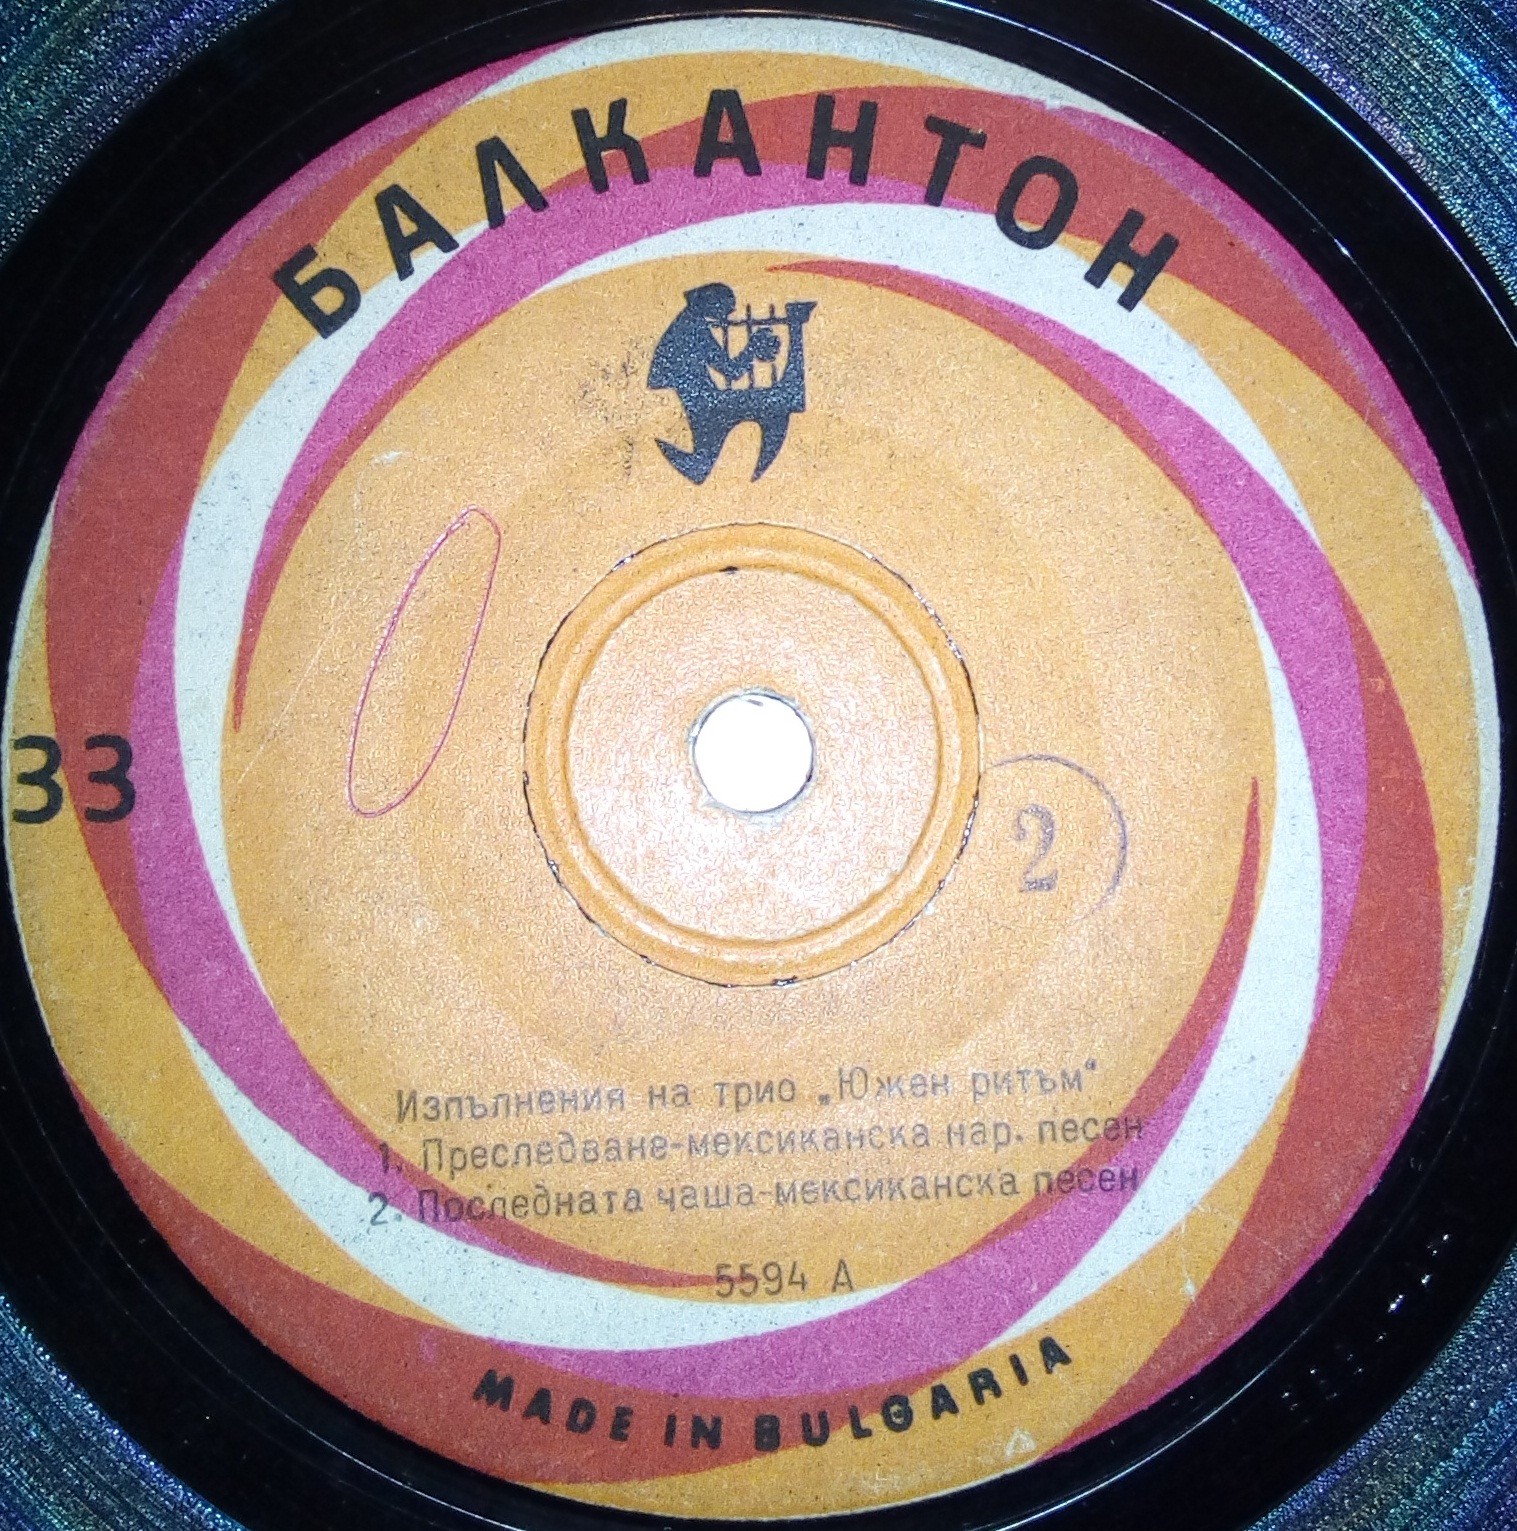 БАЛКАНТОН
33
2
Изпълнения на трио „Южен ритъм“
1. Преследване-мексиканска нар. песен
2. Последната чаша-мексиканска песен
5594 А
MADE IN BULGARIA